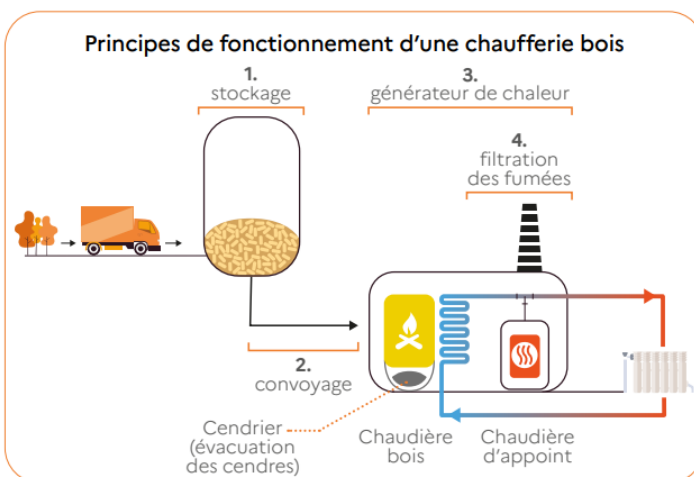 Principes de fonctionnement d’une chaufferie bois
1.
stockage
3.
générateur de chaleur
4.
filtration
des fumées
2.
convoyage
Cendrier
(évacuation
des cendres)
Chaudière
bois
Chaudière
d’appoint